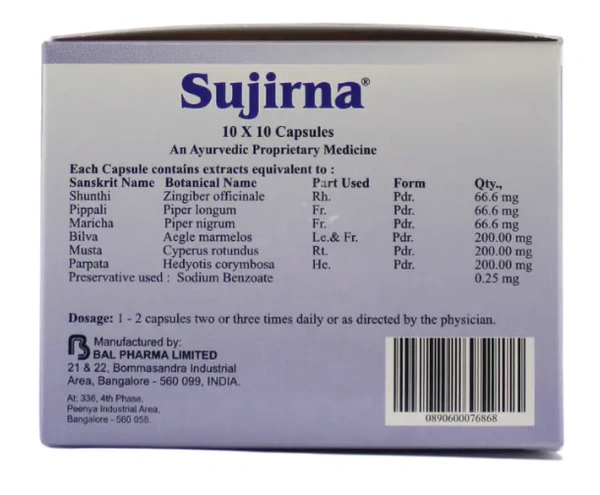 Sujirna®
10 X 10 Capsules
An Ayurvedic Proprietary Medicine
Each Capsule contains extracts equivalent to :
Sanskrit Name Botanical Name Part Used Form Qty.,
Shunthi Zingiber officinale Rh. Pdr. 66.6 mg
Pippali Piper longum Fr. Pdr. 66.6 mg
Maricha Piper nigrum Fr. Pdr. 66.6 mg
Bilva Aegle marmelos Le.& Fr. Pdr. 200.00 mg
Musta Cyperus rotundus Rt. Pdr. 200.00 mg
Parpata Hedyotis corymbosa He. Pdr. 200.00 mg
Preservative used : Sodium Benzoate 0.25 mg
Dosage: 1 - 2 capsules two or three times daily or as directed by the physician.
Manufactured by:
BAL PHARMA LIMITED
21 & 22, Bommasandra Industrial
Area, Bangalore - 560 099, INDIA.
At: 336, 4th Phase,
Peenya Industrial Area,
Bangalore - 560 058.
0890600076868